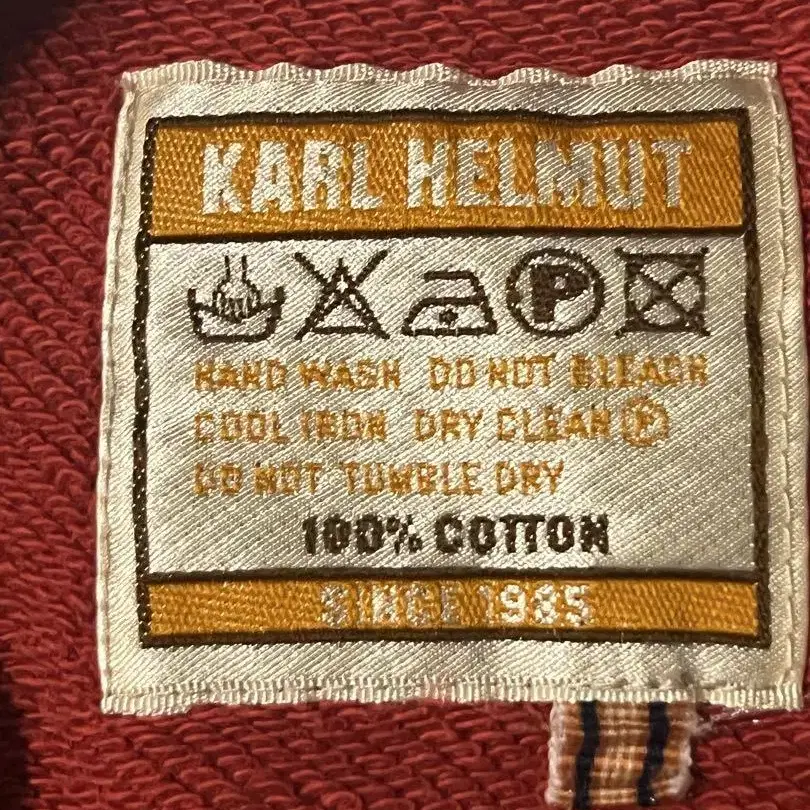 KARL HELMUT
P
HAND WASH DO NOT BLEACH
COOL IRON DRY CLEAN P
DO NOT TUMBLE DRY
100% COTTON
SINCE 1985